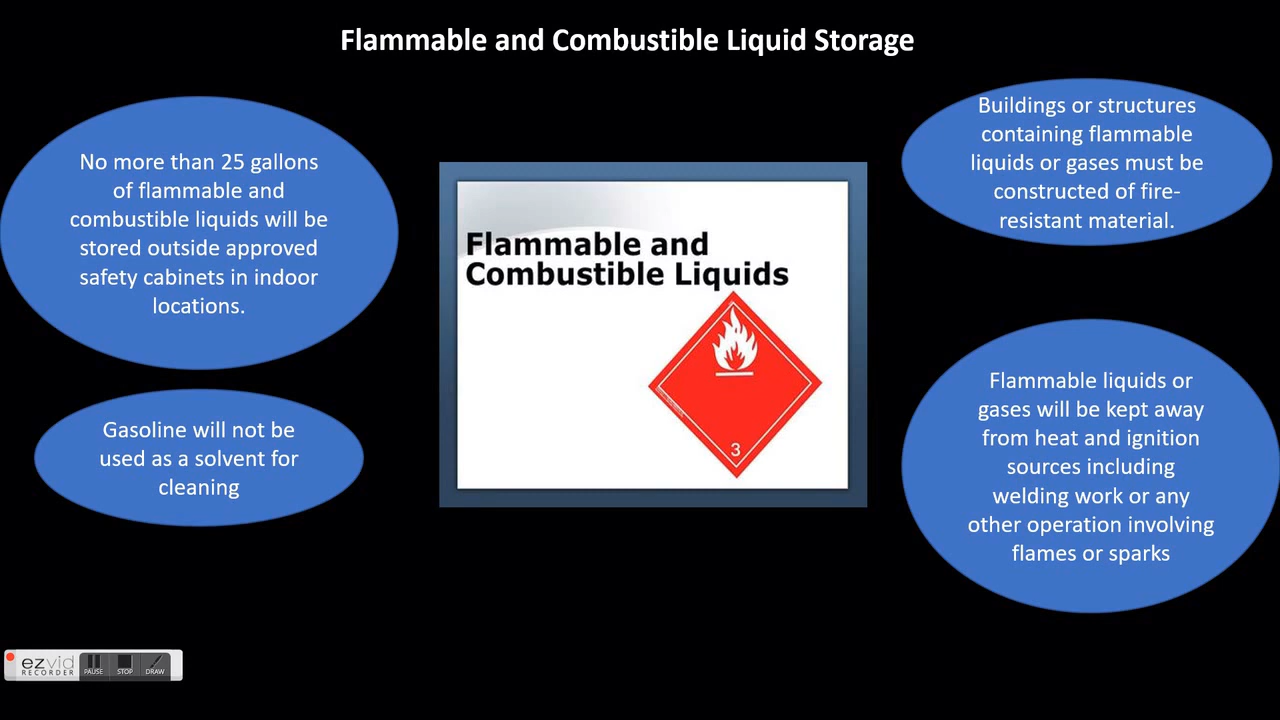 Flammable and Combustible Liquid Storage
No more than 25 gallons
of flammable and
combustible liquids will be
stored outside approved
safety cabinets in indoor
locations.
Gasoline will not be
used as a solvent for
cleaning
Flammable and
Combustible Liquids
3
Buildings or structures
containing flammable
liquids or gases must be
constructed of fire-
resistant material.
Flammable liquids or
gases will be kept away
from heat and ignition
sources including
welding work or any
other operation involving
flames or sparks
ezvid
RECORDER
PAUSE
STOP
DRAW